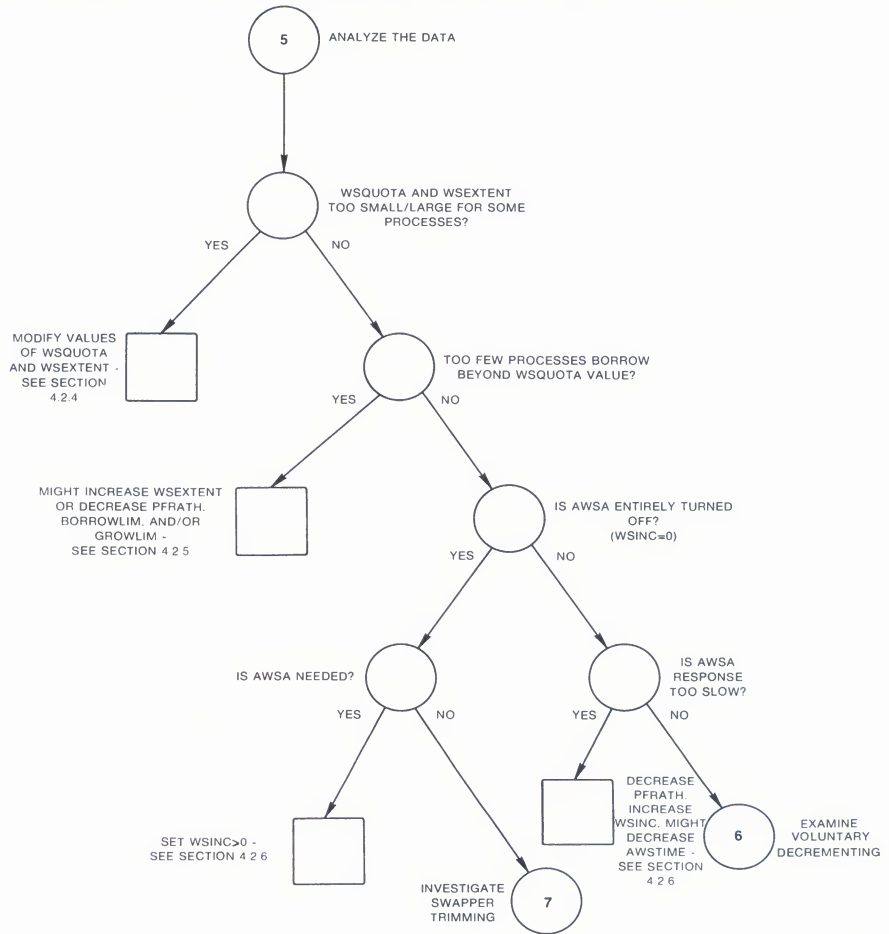 5
ANALYZE THE DATA
WSQUOTA AND WSEXTENT
TOO SMALL/LARGE FOR SOME
PROCESSES?
YES
NO
MODIFY VALUES
OF WSQUOTA
AND WSEXTENT -
SEE SECTION
4.2.4
TOO FEW PROCESSES BORROW
BEYOND WSQUOTA VALUE?
YES
NO
MIGHT INCREASE WSEXTENT
OR DECREASE PFRATH.
BORROWLIM. AND/OR
GROWLIM -
SEE SECTION 4 2 5
IS AWSA ENTIRELY TURNED
OFF?
(WSINC=0)
YES
NO
IS AWSA NEEDED?
YES
NO
IS AWSA
RESPONSE
TOO SLOW?
YES
NO
SET WSINC>0 -
SEE SECTION 4 2 6
DECREASE
PFRATH.
INCREASE
WSINC. MIGHT
DECREASE
AWSTIME -
SEE SECTION
4 2 6
6
EXAMINE
VOLUNTARY
DECREMENTING
INVESTIGATE
SWAPPER
TRIMMING
7